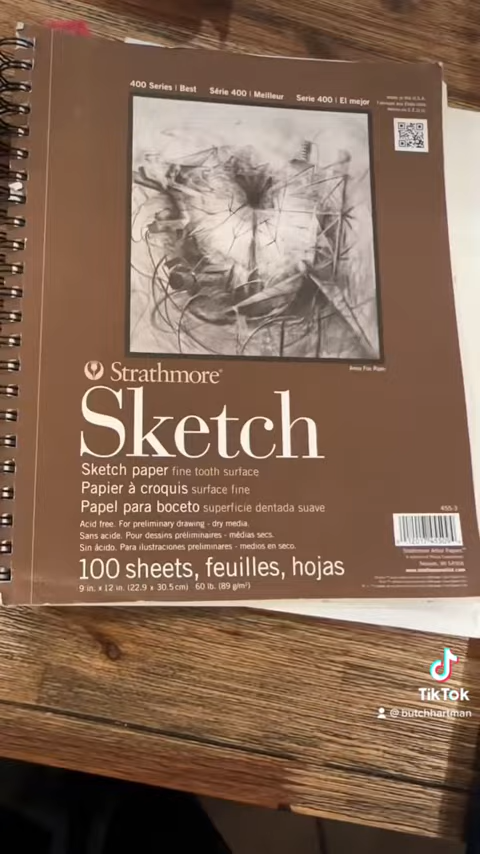 400 Series | Best Série 400 | Meilleur Serie 400 | El mejor
Strathmore®
Sketch
Sketch paper fine tooth surface
Papier à croquis surface fine
Papel para boceto superficie dentada suave
455-3
Acid free. For preliminary drawing - dry media.
Sans acide. Pour dessins préliminaires - médias secs.
Sin ácido. Para ilustraciones preliminares - medios en seco.
100 sheets, feuilles, hojas
9 in. x 12 in. (22.9 x 30.5 cm) 60 lb. (89 g/m²)
TikTok
@butchhartman